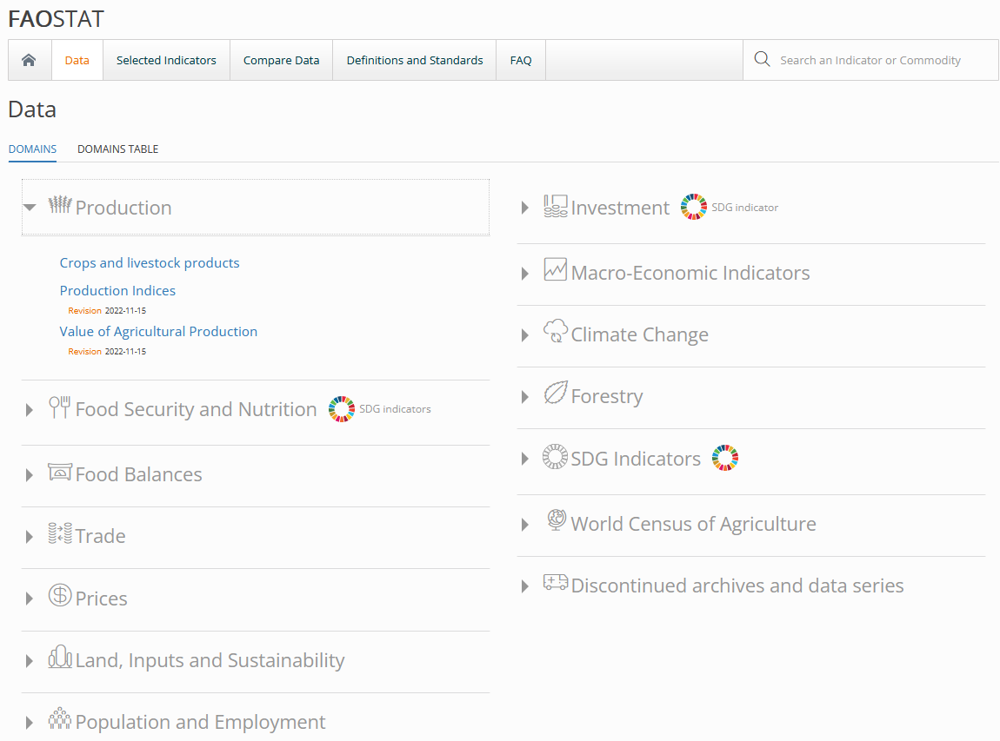 FAOSTAT
Data
Selected Indicators
Compare Data
Definitions and Standards
FAQ
Search an Indicator or Commodity
Data
DOMAINS
DOMAINS TABLE
Production
Crops and livestock products
Production Indices
Revision 2022-11-15
Value of Agricultural Production
Revision 2022-11-15
Food Security and Nutrition
SDG indicators
Food Balances
Trade
Prices
Land, Inputs and Sustainability
Population and Employment
Investment
SDG indicator
Macro-Economic Indicators
Climate Change
Forestry
SDG Indicators
World Census of Agriculture
Discontinued archives and data series